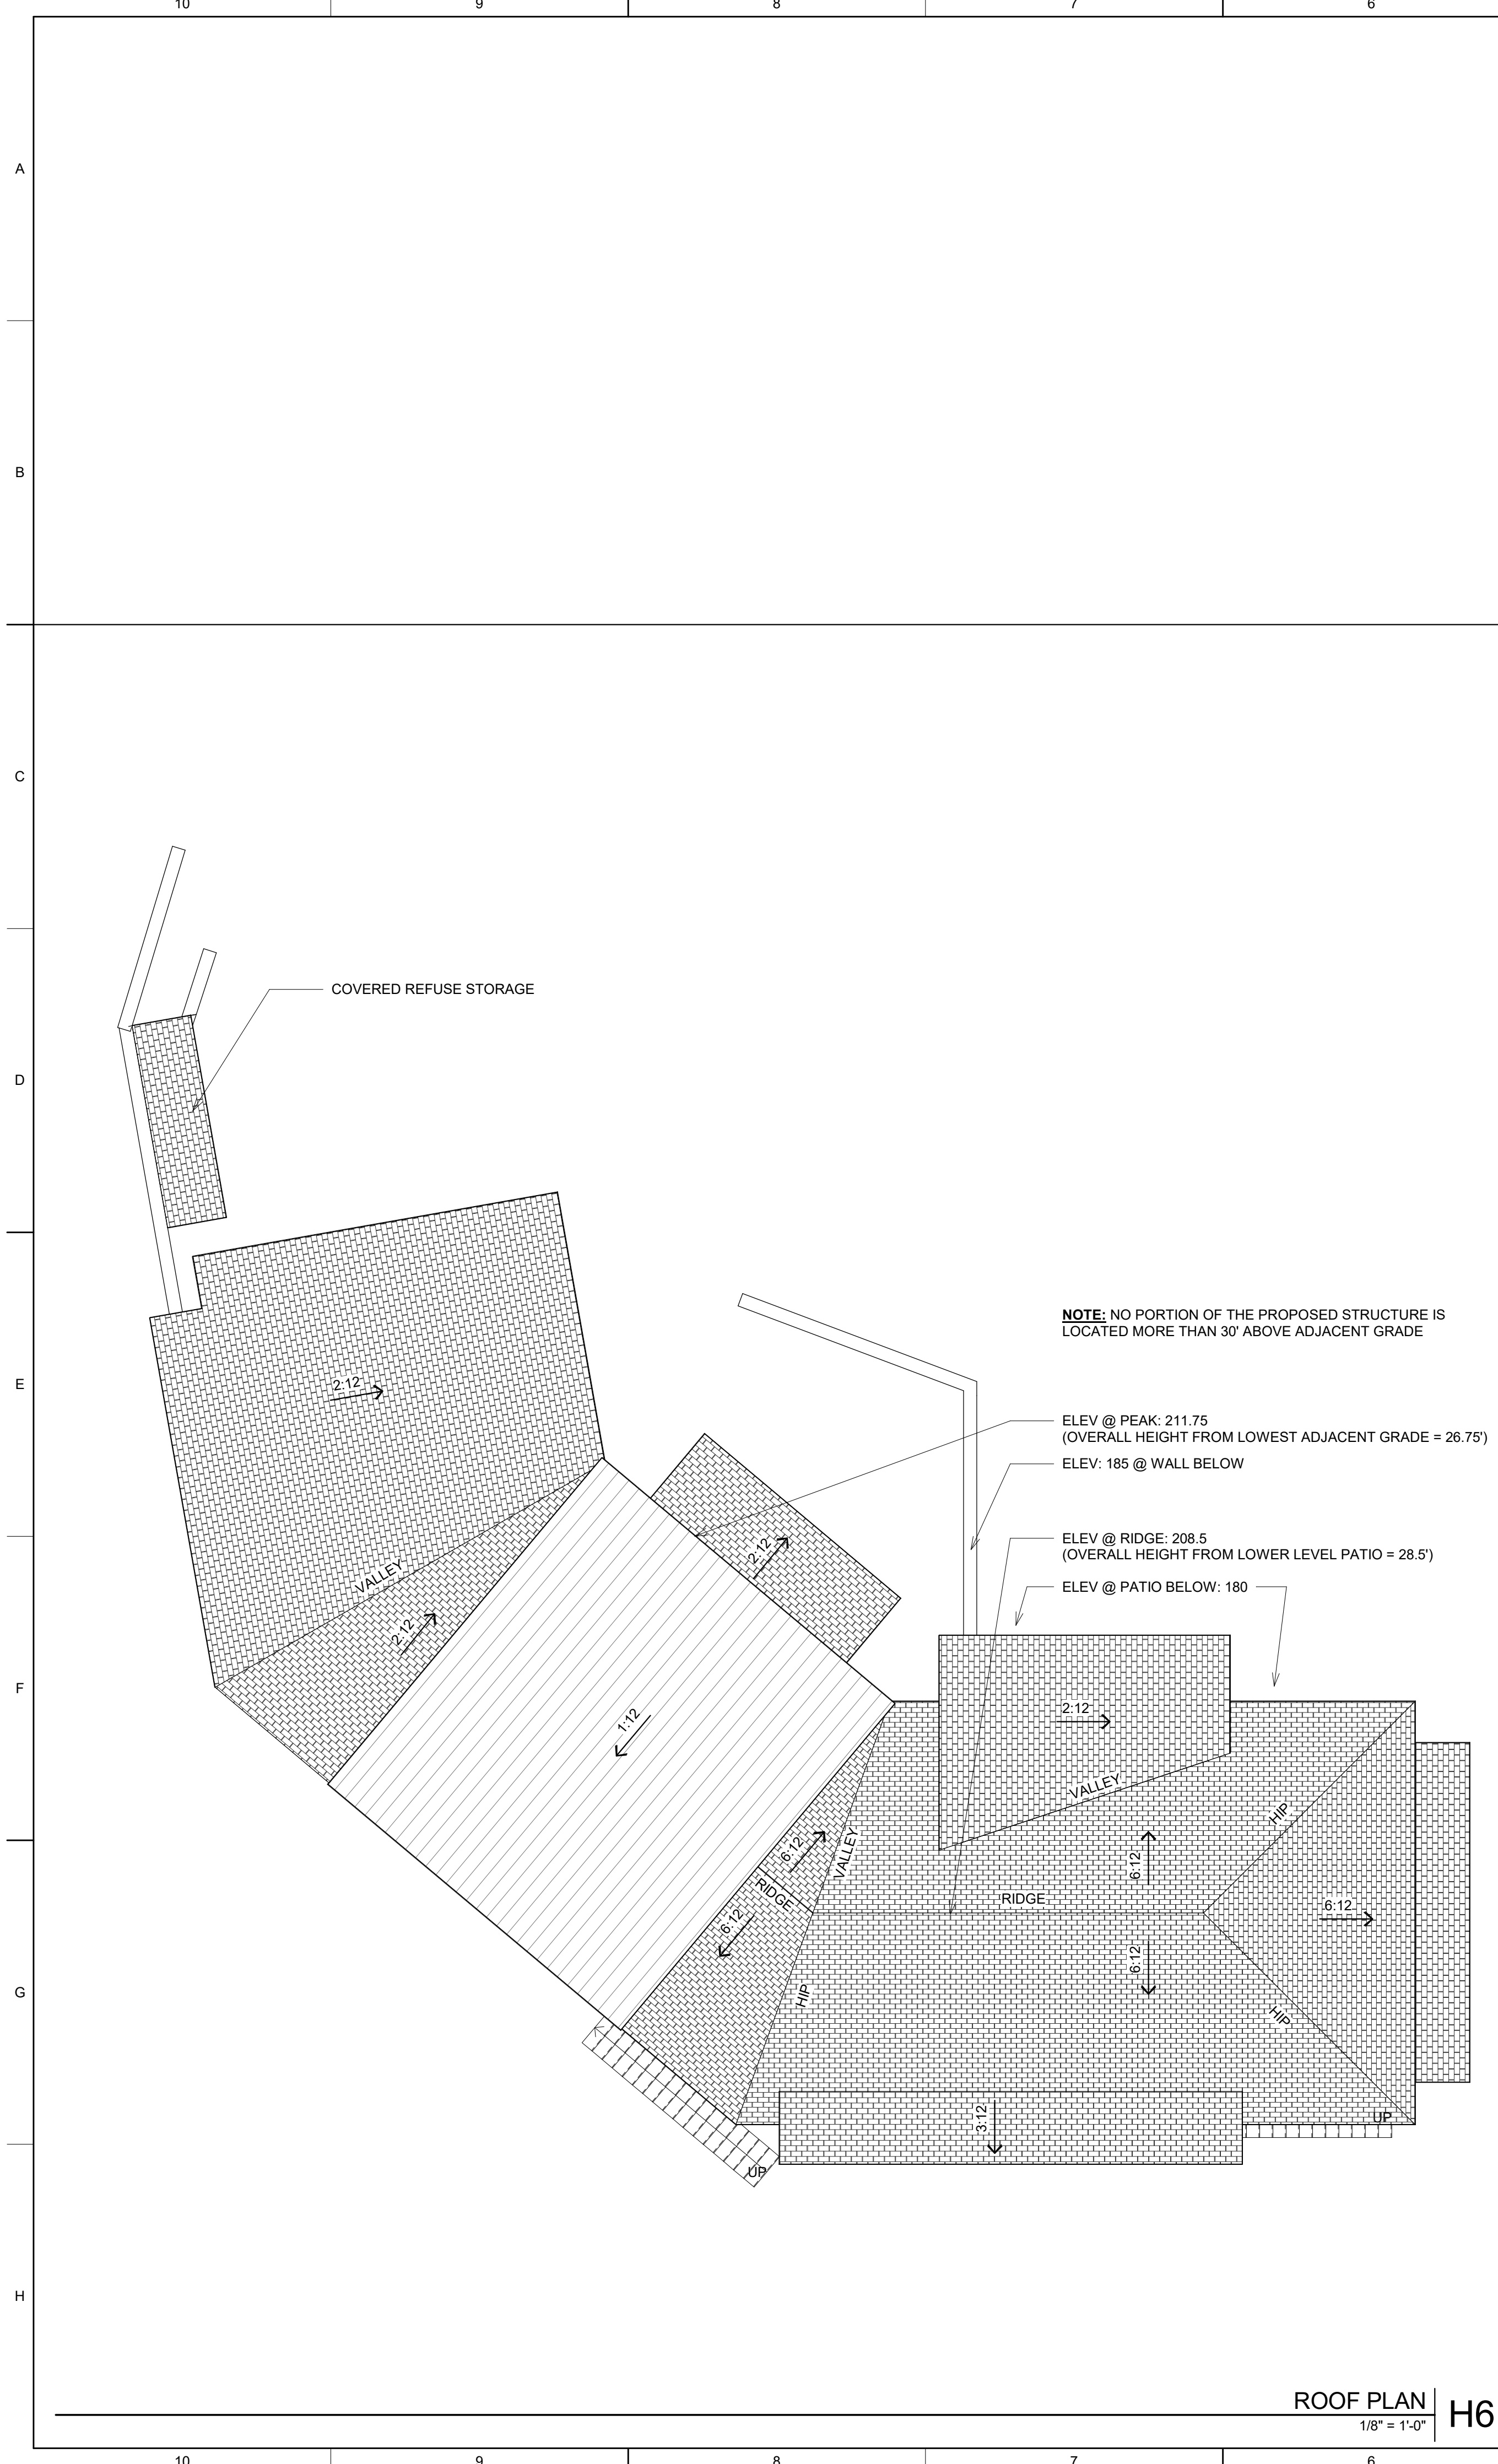 10 9 8 7 6
A
B
C
D
E
F
G
H
COVERED REFUSE STORAGE
NOTE: NO PORTION OF THE PROPOSED STRUCTURE IS
LOCATED MORE THAN 30' ABOVE ADJACENT GRADE
2:12
ELEV @ PEAK: 211.75
(OVERALL HEIGHT FROM LOWEST ADJACENT GRADE = 26.75')
ELEV: 185 @ WALL BELOW
ELEV @ RIDGE: 208.5
(OVERALL HEIGHT FROM LOWER LEVEL PATIO = 28.5')
2:12
VALLEY
ELEV @ PATIO BELOW: 180
2:12
1:12
2:12
VALLEY
HIP
6:12
VALLEY
6:12
RIDGE
RIDGE
6:12
6:12
6:12
HIP
HIP
3:12
UP
UP
ROOF PLAN
1/8" = 1'-0"
H6
10 9 8 7 6